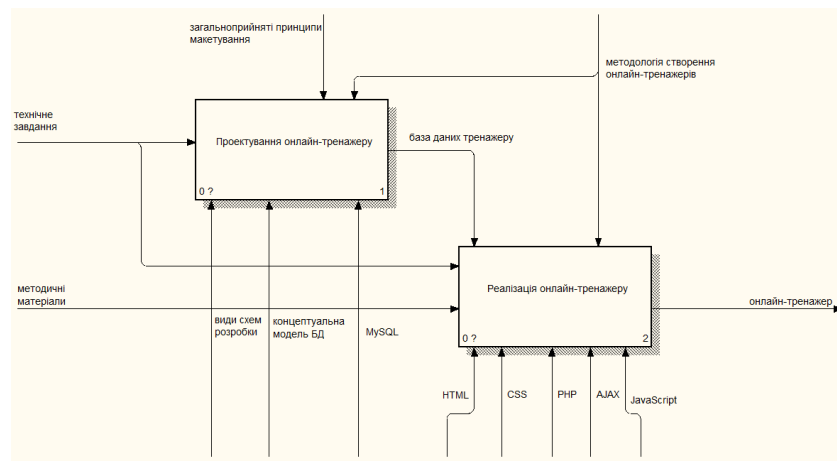 загальноприйняті принципи
макетування
методологія створення
онлайн-тренажерів
технічне
завдання
Проектування онлайн-тренажеру
база даних тренажеру
0 ?
1
методичні
матеріали
Реалізація онлайн-тренажеру
онлайн-тренажер
види схем
розробки
концептуальна
модель БД
MySQL
0 ?
2
HTML
CSS
PHP
AJAX
JavaScript